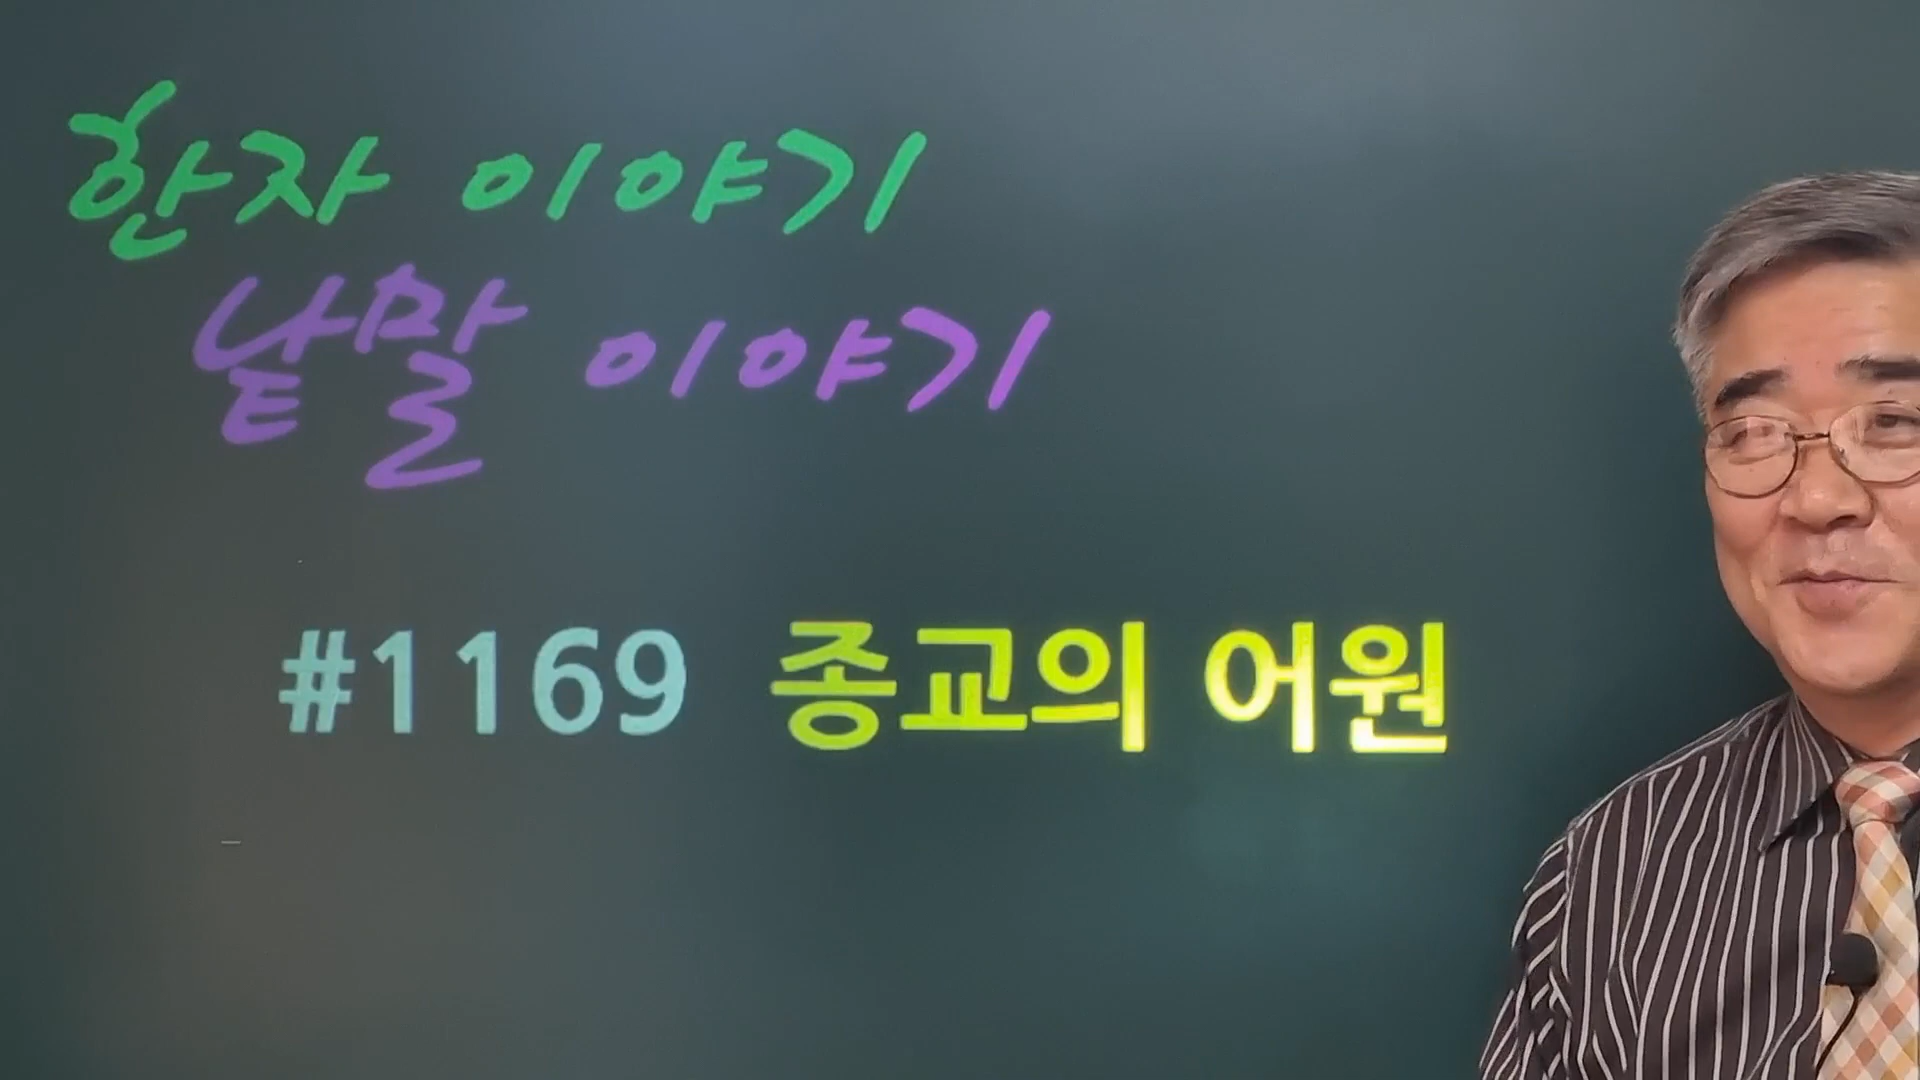 한자 이야기
낱말 이야기
#1169 종교의 어원